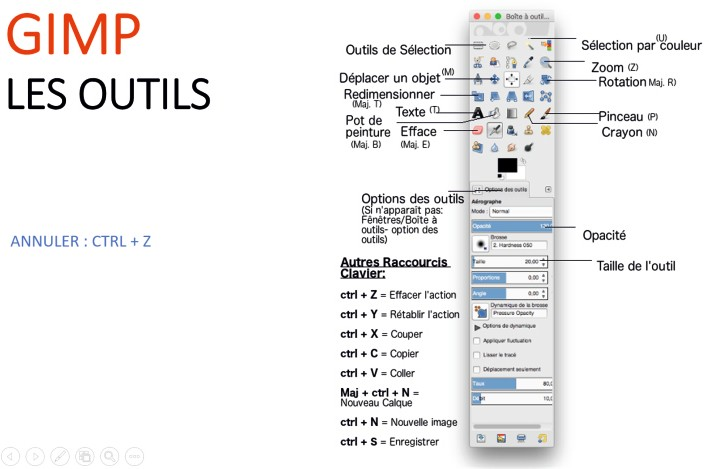 GIMP
LES OUTILS
ANNULER : CTRL + Z
Boîte à outil...
Outils de Sélection
Sélection par couleur (U)
Zoom (Z)
Déplacer un objet (M)
Rotation Maj. R)
Redimensionner
(Maj. T)
Texte (T)
Pinceau (P)
Pot de
peinture
(Maj. B)
Efface
(Maj. E)
Crayon (N)
Options des outils
(Si n'apparaît pas:
Fénêtres/Boîte à
outils- option des
outils)
Options des outils
Aérographe
Mode : Normal
Opacité
Opacité
Brosse
2. Hardness 050
Taille 20,00
Taille de l'outil
Proportions 0,00
Angle 0,00
Dynamique de la brosse
Pressure Opacity
Options de dynamique
Appliquer fluctuation
Lisser le tracé
Déplacement seulement
Taux 80,0
Débit 10,0
Autres Raccourcis
Clavier:
ctrl + Z = Effacer l'action
ctrl + Y = Rétablir l'action
ctrl + X = Couper
ctrl + C = Copier
ctrl + V = Coller
Maj + ctrl + N =
Nouveau Calque
ctrl + N = Nouvelle image
ctrl + S = Enregistrer